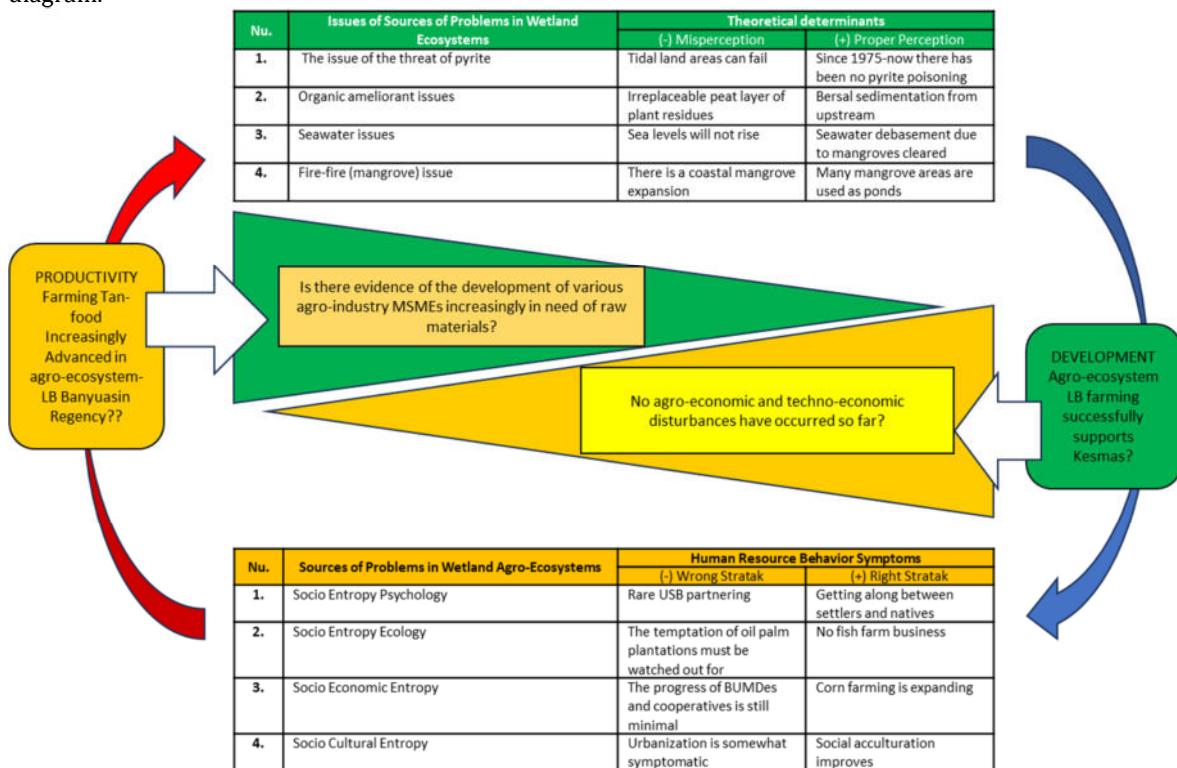 diagram.
Nu.
Issues of Sources of Problems in Wetland
Ecosystems
Theoretical determinants
(-) Misperception
(+) Proper Perception
1.
The issue of the threat of pyrite
Tidal land areas can fail
Since 1975-now there has
been no pyrite poisoning
2.
Organic ameliorant issues
Irreplaceable peat layer of
plant residues
Bersal sedimentation from
upstream
3.
Seawater issues
Sea levels will not rise
Seawater debasement due
to mangroves cleared
4.
Fire-fire (mangrove) issue
There is a coastal mangrove
expansion
Many mangrove areas are
used as ponds
PRODUCTIVITY
Farming Tan-
food
Increasingly
Advanced in
agro-ecosystem-
LB Banyuasin
Regency??
Is there evidence of the development of various
agro-industry MSMEs increasingly in need of raw
materials?
No agro-economic and techno-economic
disturbances have occurred so far?
DEVELOPMENT
Agro-ecosystem
LB farming
successfully
supports
Kesmas?
Nu.
Sources of Problems in Wetland Agro-Ecosystems
Human Resource Behavior Symptoms
(-) Wrong Stratak
(+) Right Stratak
1.
Socio Entropy Psychology
Rare USB partnering
Getting along between
settlers and natives
2.
Socio Entropy Ecology
The temptation of oil palm
plantations must be
watched out for
No fish farm business
3.
Socio Economic Entropy
The progress of BUMDes
and cooperatives is still
minimal
Corn farming is expanding
4.
Socio Cultural Entropy
Urbanization is somewhat
symptomatic
Social acculturation
improves